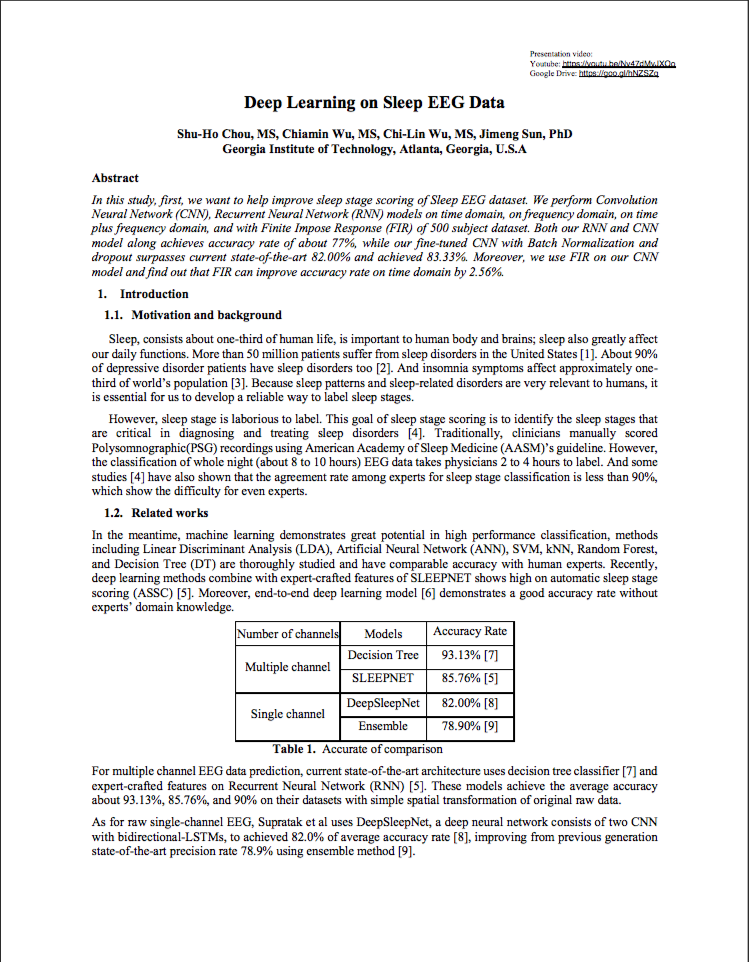 Presentation video:
Youtube: https://youtu.be/Nv47dMvJXQo
Google Drive: https://goo.gl/hNZSZq
Deep Learning on Sleep EEG Data
Shu-Ho Chou, MS, Chiamin Wu, MS, Chi-Lin Wu, MS, Jimeng Sun, PhD
Georgia Institute of Technology, Atlanta, Georgia, U.S.A
Abstract
In this study, first, we want to help improve sleep stage scoring of Sleep EEG dataset. We perform Convolution
Neural Network (CNN), Recurrent Neural Network (RNN) models on time domain, on frequency domain, on time
plus frequency domain, and with Finite Impose Response (FIR) of 500 subject dataset. Both our RNN and CNN
model along achieves accuracy rate of about 77%, while our fine-tuned CNN with Batch Normalization and
dropout surpasses current state-of-the-art 82.00% and achieved 83.33%. Moreover, we use FIR on our CNN
model and find out that FIR can improve accuracy rate on time domain by 2.56%.
1. Introduction
1.1. Motivation and background
Sleep, consists about one-third of human life, is important to human body and brains; sleep also greatly affect
our daily functions. More than 50 million patients suffer from sleep disorders in the United States [1]. About 90%
of depressive disorder patients have sleep disorders too [2]. And insomnia symptoms affect approximately one-
third of world's population [3]. Because sleep patterns and sleep-related disorders are very relevant to humans, it
is essential for us to develop a reliable way to label sleep stages.
However, sleep stage is laborious to label. This goal of sleep stage scoring is to identify the sleep stages that
are critical in diagnosing and treating sleep disorders [4]. Traditionally, clinicians manually scored
Polysomnographic(PSG) recordings using American Academy of Sleep Medicine (AASM)'s guideline. However,
the classification of whole night (about 8 to 10 hours) EEG data takes physicians 2 to 4 hours to label. And some
studies [4] have also shown that the agreement rate among experts for sleep stage classification is less than 90%,
which show the difficulty for even experts.
1.2. Related works
In the meantime, machine learning demonstrates great potential in high performance classification, methods
including Linear Discriminant Analysis (LDA), Artificial Neural Network (ANN), SVM, kNN, Random Forest,
and Decision Tree (DT) are thoroughly studied and have comparable accuracy with human experts. Recently,
deep learning methods combine with expert-crafted features of SLEEPNET shows high on automatic sleep stage
scoring (ASSC) [5]. Moreover, end-to-end deep learning model [6] demonstrates a good accuracy rate without
experts' domain knowledge.
Number of channels Models Accuracy Rate
Multiple channel Decision Tree 93.13% [7]
SLEEPNET 85.76% [5]
Single channel DeepSleepNet 82.00% [8]
Ensemble 78.90% [9]
Table 1. Accurate of comparison
For multiple channel EEG data prediction, current state-of-the-art architecture uses decision tree classifier [7] and
expert-crafted features on Recurrent Neural Network (RNN) [5]. These models achieve the average accuracy
about 93.13%, 85.76%, and 90% on their datasets with simple spatial transformation of original raw data.
As for raw single-channel EEG, Supratak et al uses DeepSleepNet, a deep neural network consists of two CNN
with bidirectional-LSTMs, to achieved 82.0% of average accuracy rate [8], improving from previous generation
state-of-the-art precision rate 78.9% using ensemble method [9].